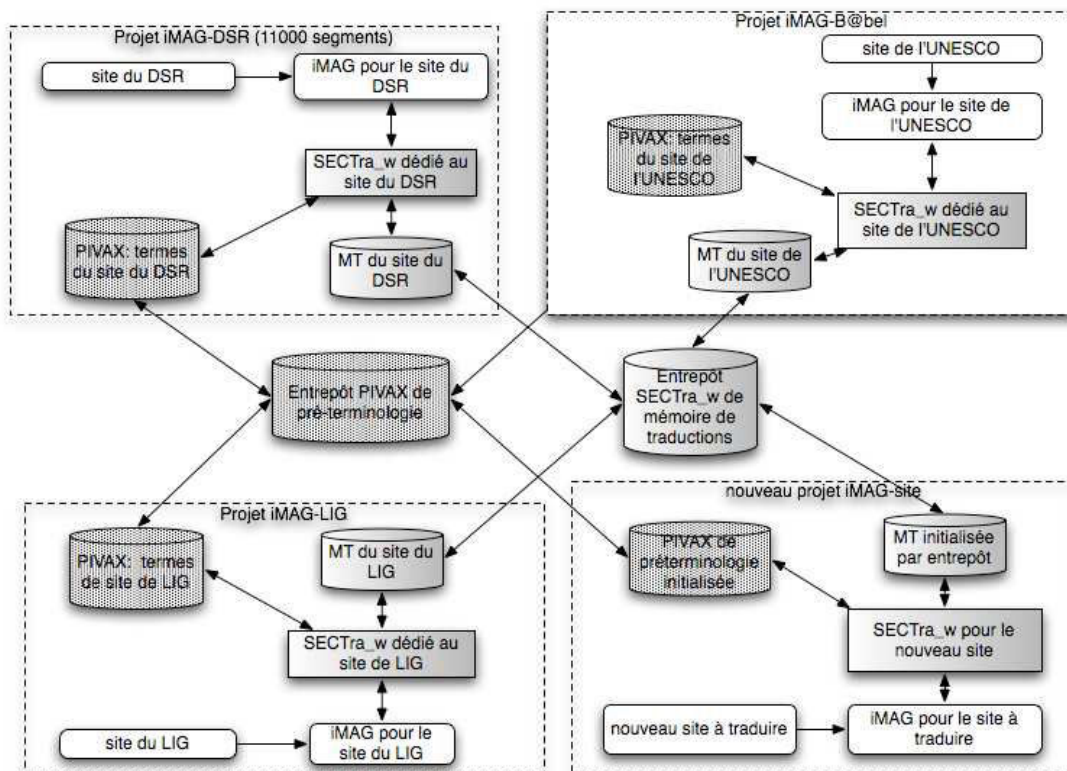 Projet iMAG-DSR (11000 segments)
site du DSR
iMAG pour le site du
DSR
SECTra_w dédié au
site du DSR
PIVAX: termes
du site du DSR
MT du site du
DSR
Projet iMAG-B@bel
site de l'UNESCO
iMAG pour le site de
l'UNESCO
PIVAX: termes
du site de
l'UNESCO
SECTra_w dédié au
site de l'UNESCO
MT du site de
l'UNESCO
Entrepôt PIVAX de
pré-terminologie
Entrepôt
SECTra_w de
mémoire de
traductions
Projet iMAG-LIG
PIVAX: termes
de site de LIG
MT du site du
LIG
SECTra_w dédié au
site de LIG
site du LIG
iMAG pour le
site du LIG
nouveau projet iMAG-site
PIVAX de
préterminologie
initialisée
MT initialisée
par entrepôt
SECTra_w pour le
nouveau site
nouveau site à traduire
iMAG pour le site à
traduire